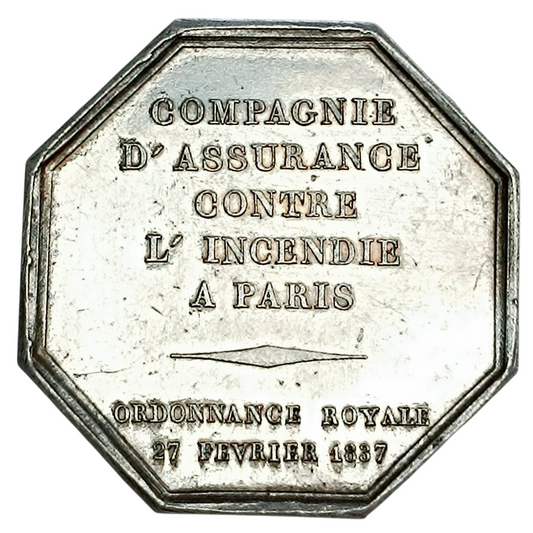 COMPAGNIE
D' ASSURANCE
CONTRE
L' INCENDIE
A PARIS
ORDONNANCE ROYALE
27 FEVRIER 1837